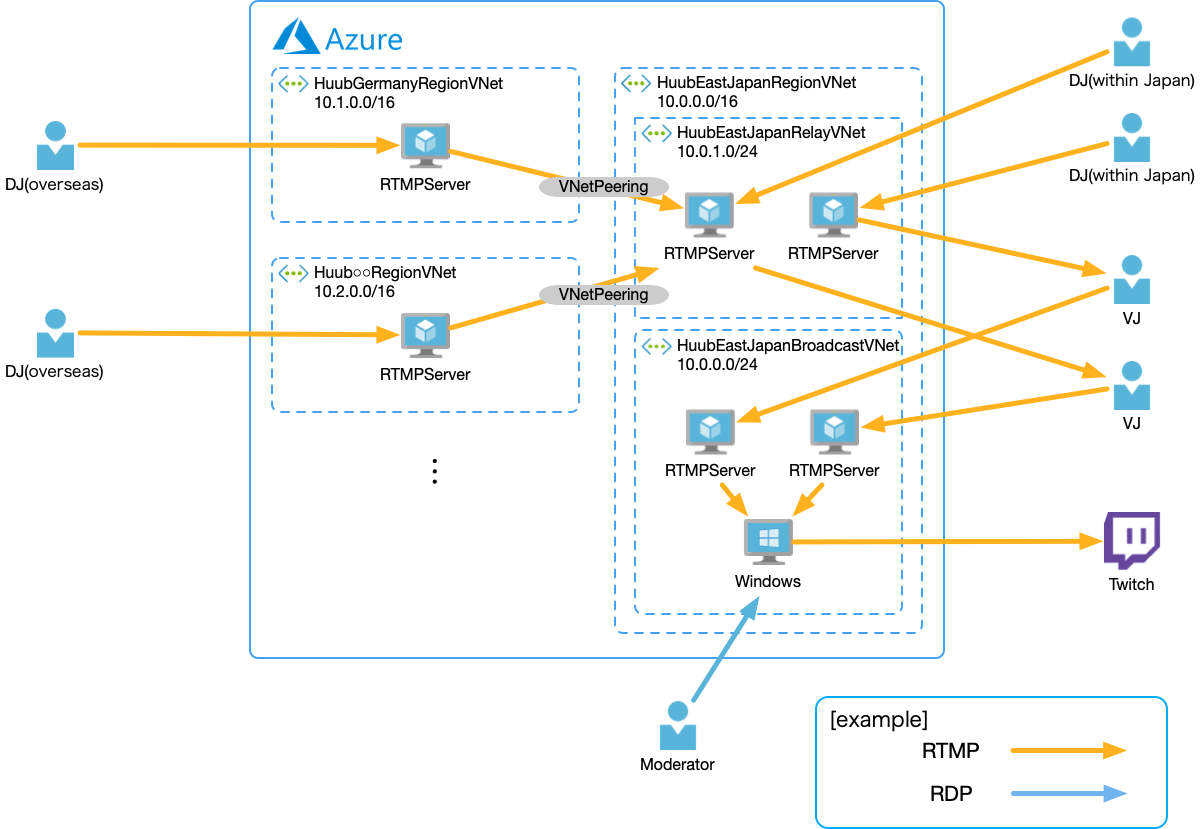 Azure
HuubGermanyRegionVNet
10.1.0.0/16
RTMPServer
DJ(overseas)
VNetPeering
Huub○○RegionVNet
10.2.0.0/16
RTMPServer
DJ(overseas)
VNetPeering
HuubEastJapanRegionVNet
10.0.0.0/16
HuubEastJapanRelayVNet
10.0.1.0/24
RTMPServer
RTMPServer
HuubEastJapanBroadcastVNet
10.0.0.0/24
RTMPServer
RTMPServer
Windows
DJ(within Japan)
DJ(within Japan)
VJ
VJ
Twitch
Moderator
[example]
RTMP
RDP